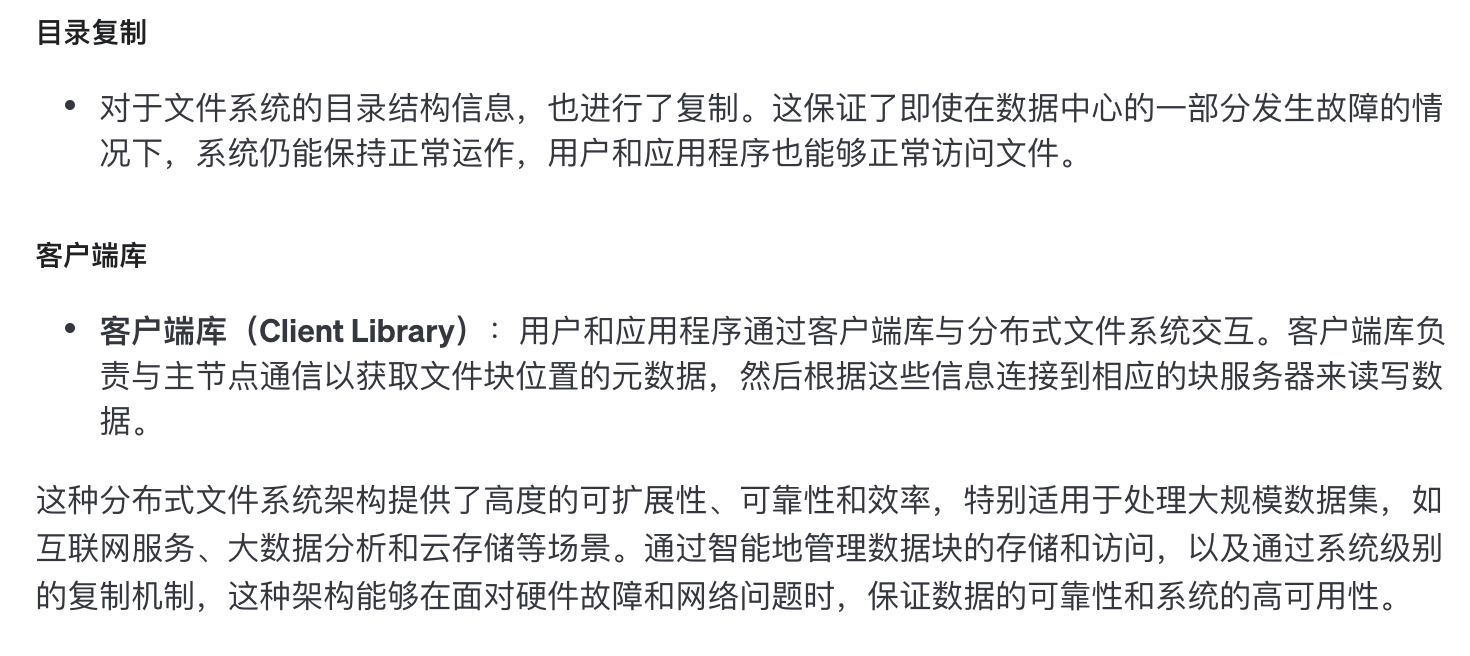 目录复制
• 对于文件系统的目录结构信息，也进行了复制。这保证了即使在数据中心的一部分发生故障的情
况下，系统仍能保持正常运作，用户和应用程序也能够正常访问文件。
客户端库
• 客户端库（Client Library）：用户和应用程序通过客户端库与分布式文件系统交互。客户端库负
责与主节点通信以获取文件块位置的元数据，然后根据这些信息连接到相应的块服务器来读写数
据。
这种分布式文件系统架构提供了高度的可扩展性、可靠性和效率，特别适用于处理大规模数据集，如
互联网服务、大数据分析和云存储等场景。通过智能地管理数据块的存储和访问，以及通过系统级别
的复制机制，这种架构能够在面对硬件故障和网络问题时，保证数据的可靠性和系统的高可用性。